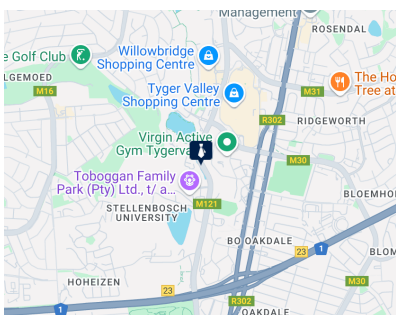 Management
ROSENDAL
Willowbridge
Shopping Centre
e Golf Club
LGEMOED
M16
Tyger Valley
Shopping Centre
M31
The Ho
Tree at
R302
RIDGEWORTH
Virgin Active
Gym Tygerva
M30
Toboggan Family
Park (Pty) Ltd., t/ a...
M121
BLOEMHO
STELLENBOSCH
UNIVERSITY
BO OAKDALE
23
1
BLOM
HOHEIZEN
M30
23
1
R302
OAKDALE